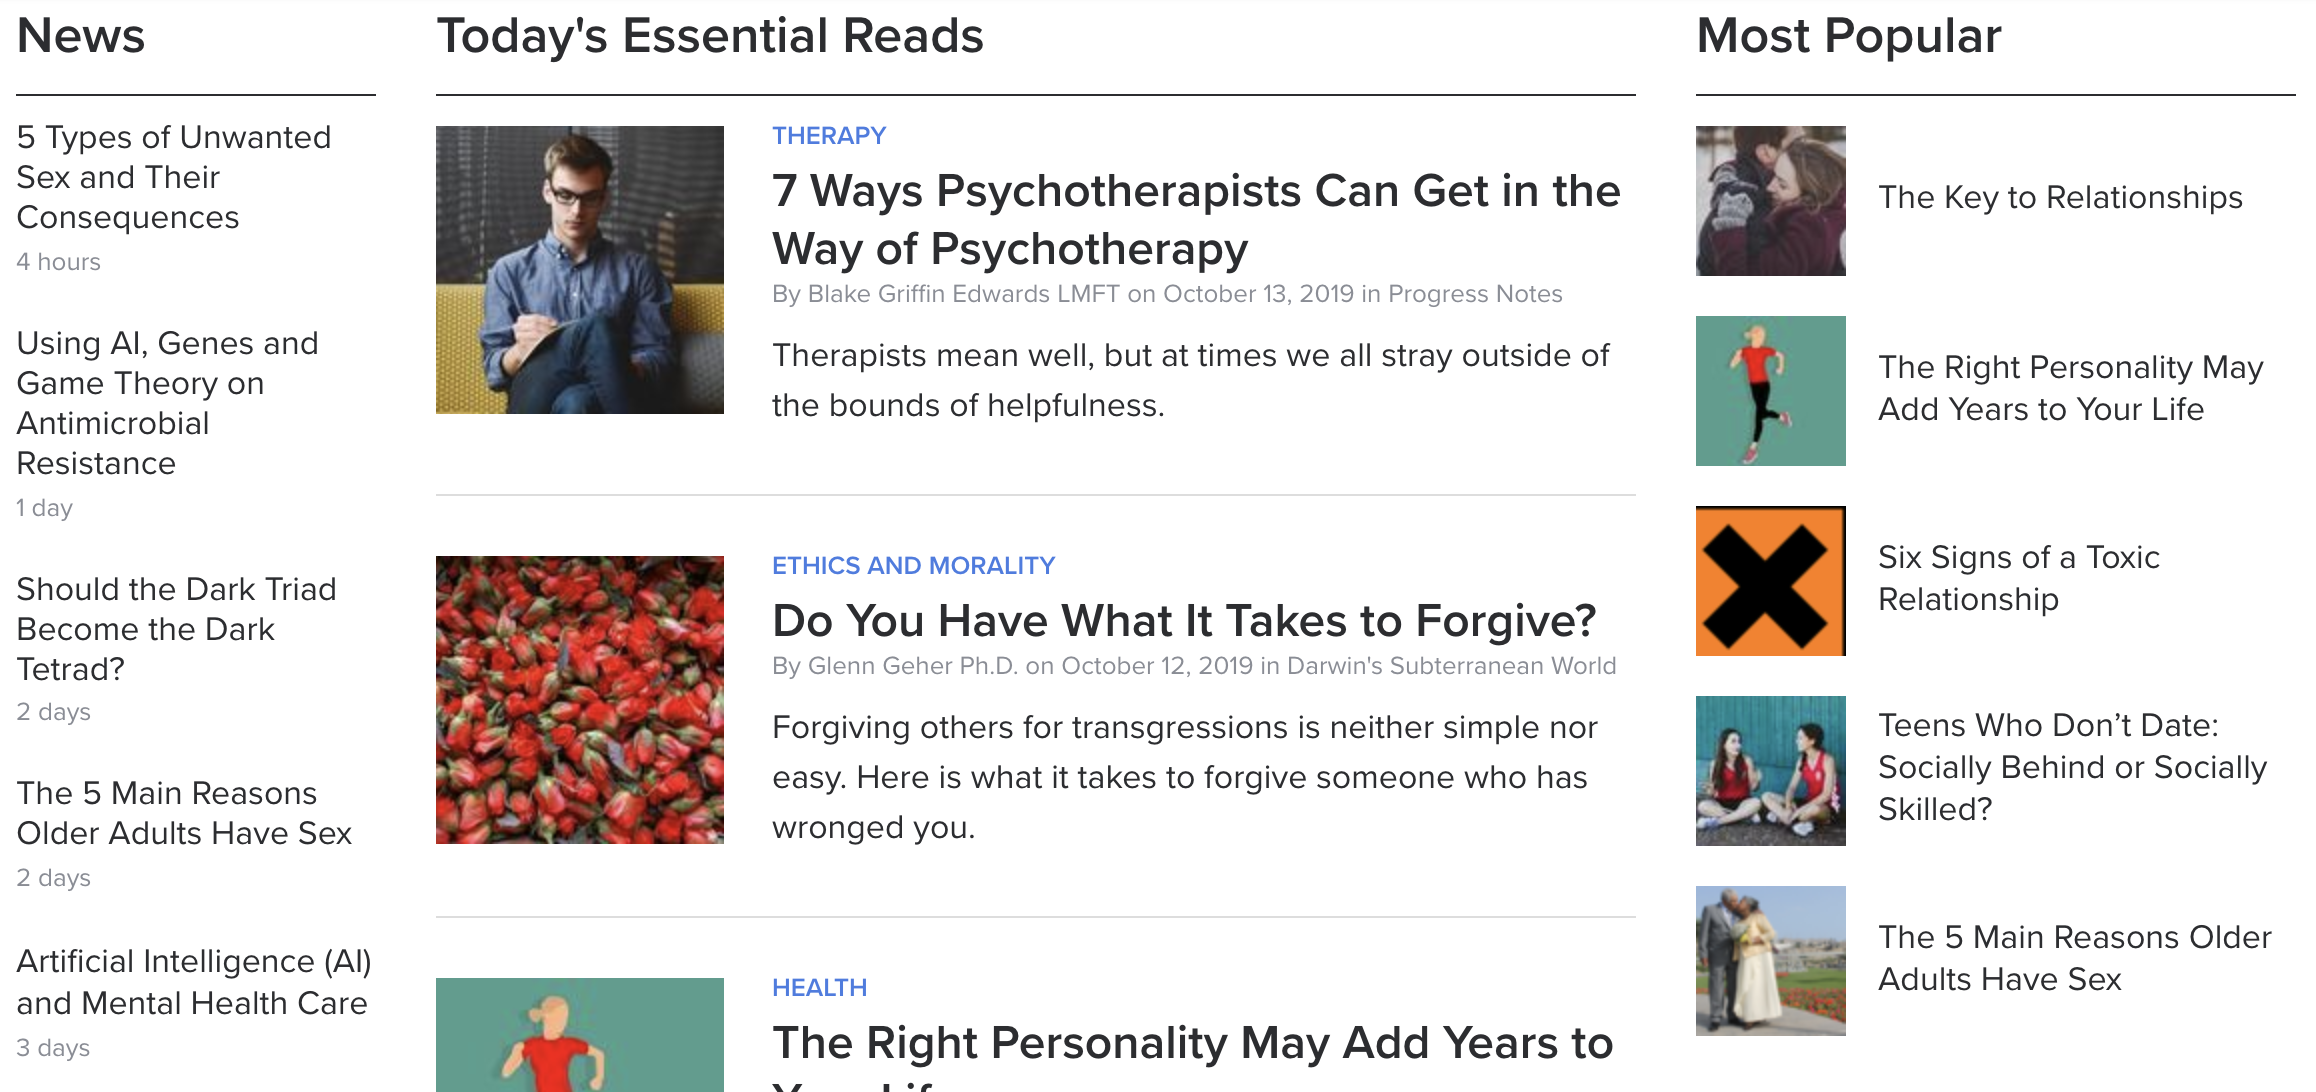 News
5 Types of Unwanted
Sex and Their
Consequences
4 hours
Using AI, Genes and
Game Theory on
Antimicrobial
Resistance
1 day
Should the Dark Triad
Become the Dark
Tetrad?
2 days
The 5 Main Reasons
Older Adults Have Sex
2 days
Artificial Intelligence (AI)
and Mental Health Care
3 days
Today's Essential Reads
THERAPY
7 Ways Psychotherapists Can Get in the
Way of Psychotherapy
By Blake Griffin Edwards LMFT on October 13, 2019 in Progress Notes
Therapists mean well, but at times we all stray outside of
the bounds of helpfulness.
ETHICS AND MORALITY
Do You Have What It Takes to Forgive?
By Glenn Geher Ph.D. on October 12, 2019 in Darwin's Subterranean World
Forgiving others for transgressions is neither simple nor
easy. Here is what it takes to forgive someone who has
wronged you.
HEALTH
The Right Personality May Add Years to
Most Popular
The Key to Relationships
The Right Personality May
Add Years to Your Life
Six Signs of a Toxic
Relationship
Teens Who Don’t Date:
Socially Behind or Socially
Skilled?
The 5 Main Reasons Older
Adults Have Sex